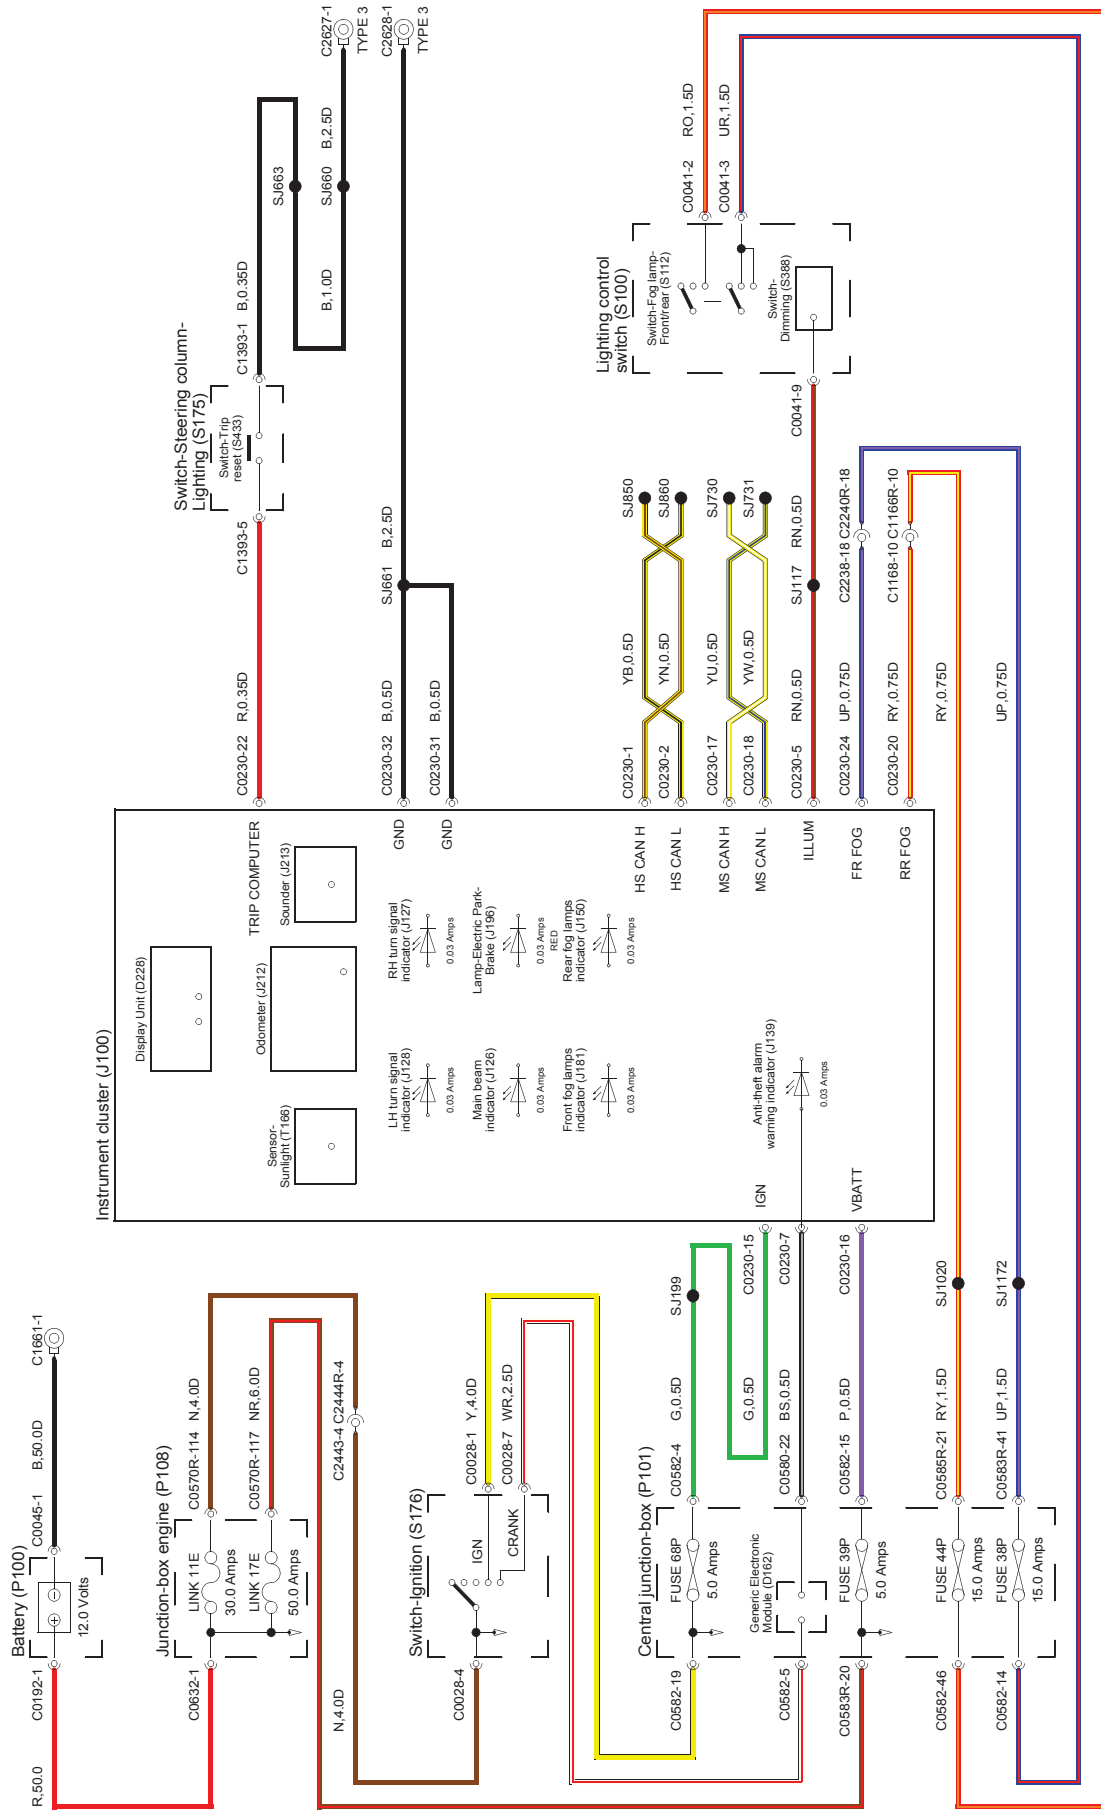 Battery (P100)
12.0 Volts
C0192-1
R,50.0
C0045-1
B,50.0D
C1661-1
Junction-box engine (P108)
LINK 11E
30.0 Amps
LINK 17E
50.0 Amps
C0632-1
C0570R-114
N,4.0D
C0570R-117
NR,6.0D
C2443-4
C2444R-4
N,4.0D
Switch-Ignition (S176)
IGN
CRANK
C0028-4
C0028-1
Y,4.0D
C0028-7
WR,2.5D
Central junction-box (P101)
FUSE 68P
5.0 Amps
Generic Electronic
Module (D162)
FUSE 39P
5.0 Amps
FUSE 44P
15.0 Amps
FUSE 38P
15.0 Amps
C0582-19
C0582-5
C0583R-20
C0582-46
C0582-14
C0582-4
G,0.5D
SJ199
G,0.5D
C0230-15
C0580-22
BS,0.5D
C0230-7
C0582-15
P,0.5D
C0230-16
C0585R-21
RY,1.5D
SJ1020
C0583R-41
UP,1.5D
SJ1172
Instrument cluster (J100)
Display Unit (D228)
Sensor-
Sunlight (T166)
Odometer (J212)
Sounder (J213)
TRIP COMPUTER
GND
GND
LH turn signal
indicator (J128)
0.03 Amps
RH turn signal
indicator (J127)
0.03 Amps
Main beam
indicator (J126)
0.03 Amps
Lamp-Electric Park-
Brake (J196)
0.03 Amps
RED
Front fog lamps
indicator (J181)
0.03 Amps
Rear fog lamps
indicator (J150)
0.03 Amps
Anti-theft alarm
warning indicator (J139)
0.03 Amps
IGN
VBATT
HS CAN H
HS CAN L
MS CAN H
MS CAN L
ILLUM
FR FOG
RR FOG
C0230-22
R,0.35D
C1393-5
Switch-Steering column-
Lighting (S175)
Switch-Trip
reset (S433)
C1393-1
B,0.35D
SJ663
B,1.0D
SJ660
B,2.5D
C2627-1
TYPE 3
C0230-32
B,0.5D
SJ661
B,2.5D
C2628-1
TYPE 3
C0230-31
B,0.5D
C0230-1
YB,0.5D
SJ850
C0230-2
YN,0.5D
SJ860
C0230-17
YU,0.5D
SJ730
C0230-18
YW,0.5D
SJ731
C0230-5
RN,0.5D
SJ117
RN,0.5D
C0041-9
Lighting control
switch (S100)
Switch-Fog lamp-
Front/rear (S112)
Switch-
Dimming (S388)
C0041-2
RO,1.5D
C0041-3
UR,1.5D
C0230-24
UP,0.75D
C2238-18
C2240R-18
C0230-20
RY,0.75D
C1168-10
C1166R-10
RY,0.75D
UP,0.75D